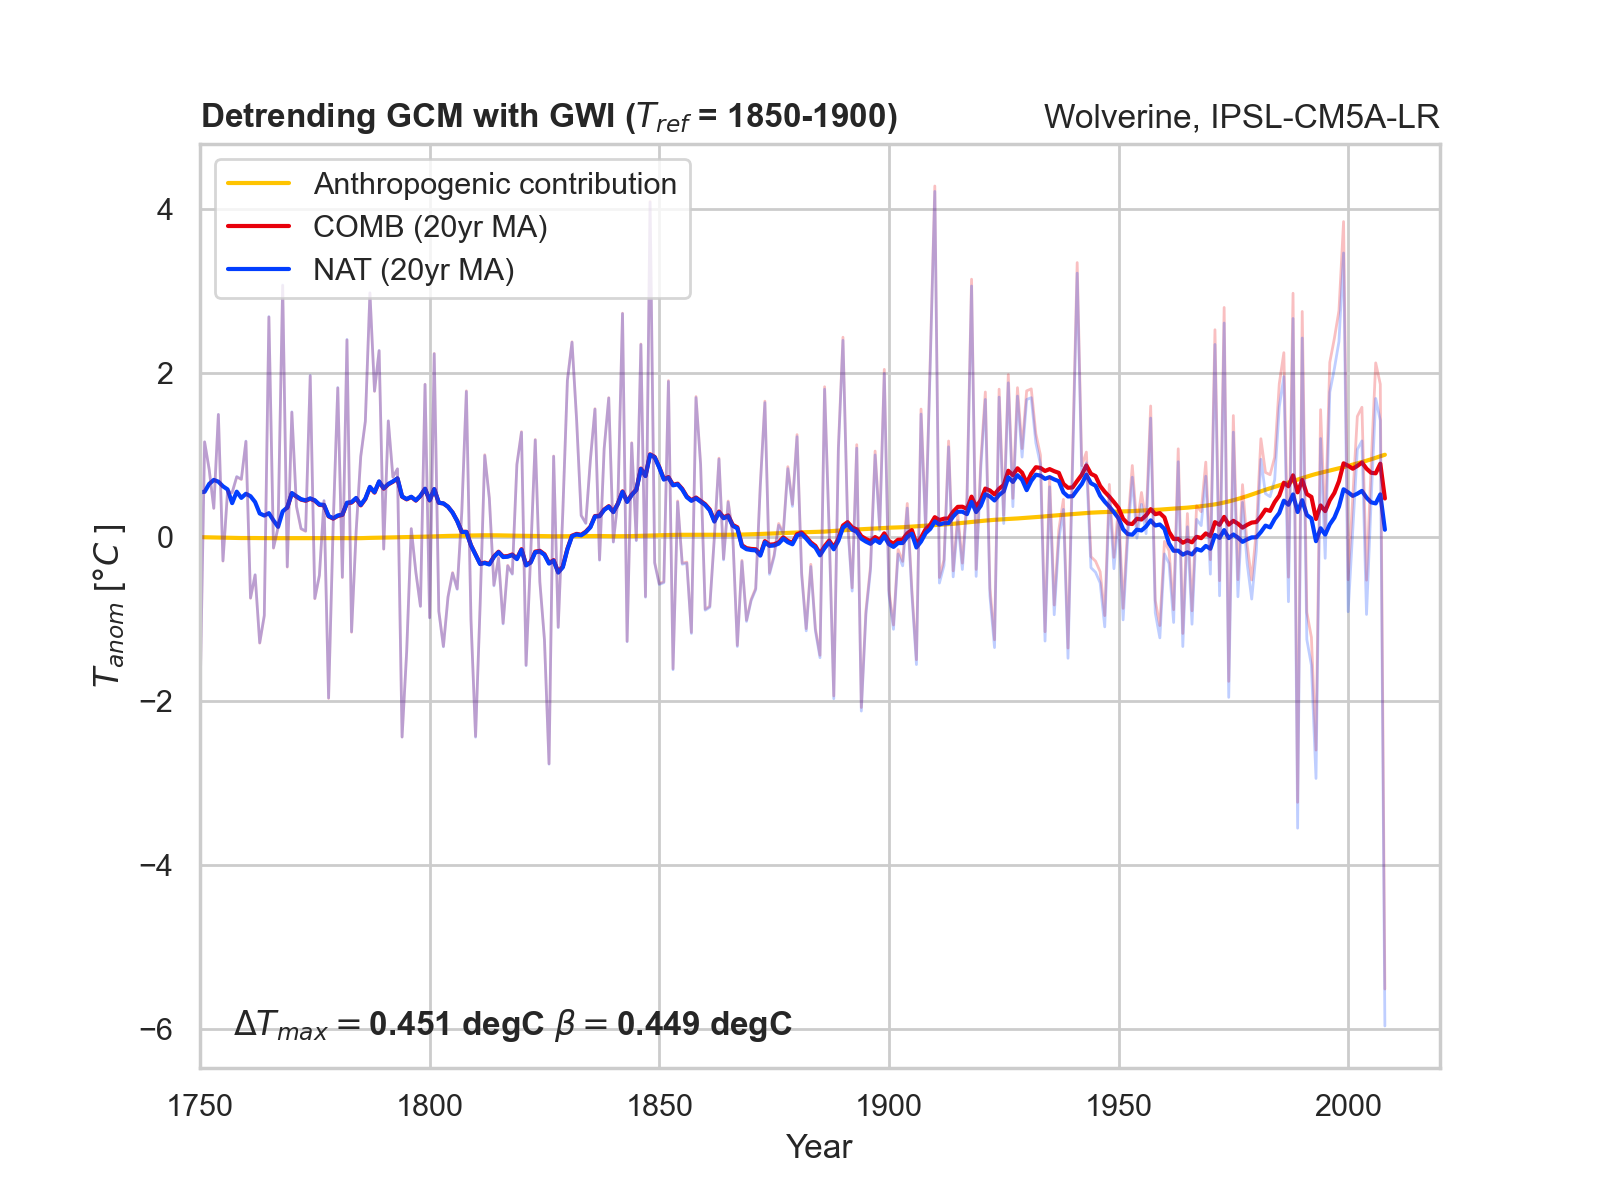 Detrending GCM with GWI (T_ref = 1850-1900)
Wolverine, IPSL-CM5A-LR
Anthropogenic contribution
COMB (20yr MA)
NAT (20yr MA)
4
2
0
−2
−4
−6
T_anom [°C]
ΔT_max = 0.451 degC β = 0.449 degC
1750 1800 1850 1900 1950 2000
Year